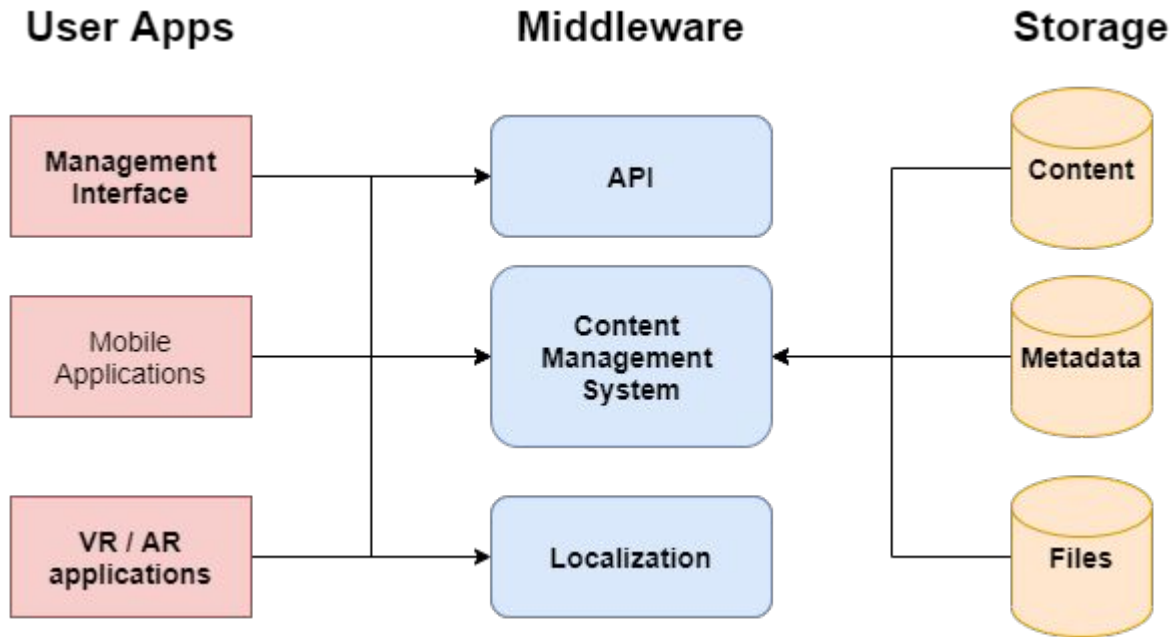 User Apps
Middleware
Storage
Management
Interface
API
Content
Mobile
Applications
Content
Management
System
Metadata
VR / AR
applications
Localization
Files